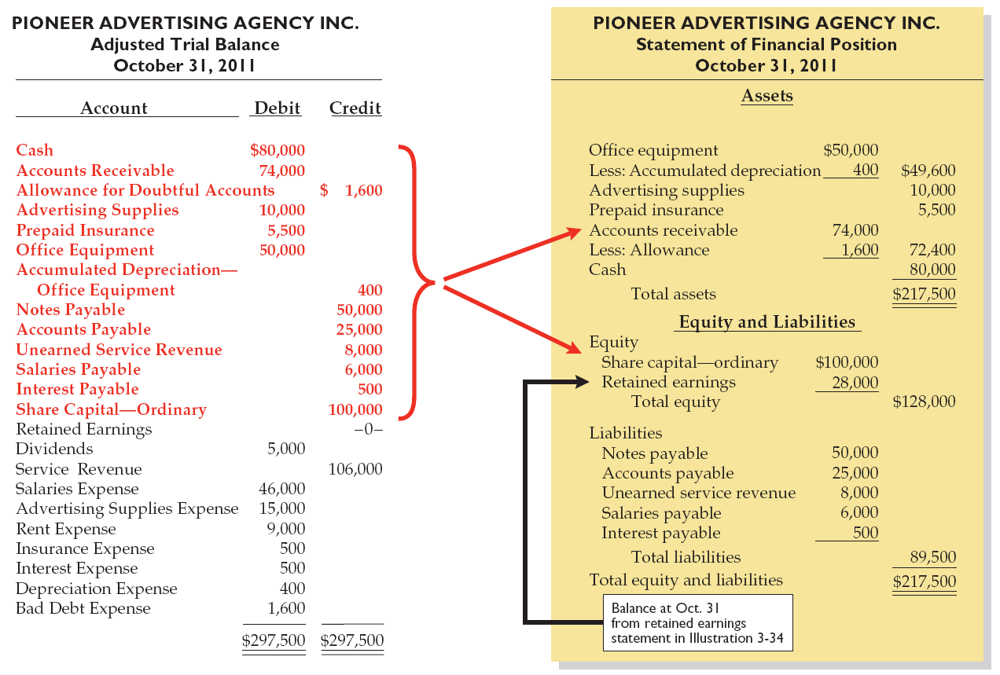 PIONEER ADVERTISING AGENCY INC.
Adjusted Trial Balance
October 31, 2011
Account Debit Credit
Cash $80,000
Accounts Receivable 74,000
Allowance for Doubtful Accounts $ 1,600
Advertising Supplies 10,000
Prepaid Insurance 5,500
Office Equipment 50,000
Accumulated Depreciation—
Office Equipment 400
Notes Payable 50,000
Accounts Payable 25,000
Unearned Service Revenue 8,000
Salaries Payable 6,000
Interest Payable 500
Share Capital—Ordinary 100,000
Retained Earnings –0–
Dividends 5,000
Service Revenue 106,000
Salaries Expense 46,000
Advertising Supplies Expense 15,000
Rent Expense 9,000
Insurance Expense 500
Interest Expense 500
Depreciation Expense 400
Bad Debt Expense 1,600
$297,500 $297,500
PIONEER ADVERTISING AGENCY INC.
Statement of Financial Position
October 31, 2011
Assets
Office equipment $50,000
Less: Accumulated depreciation 400 $49,600
Advertising supplies 10,000
Prepaid insurance 5,500
Accounts receivable 74,000
Less: Allowance 1,600 72,400
Cash 80,000
Total assets $217,500
Equity and Liabilities
Equity
Share capital—ordinary $100,000
Retained earnings 28,000
Total equity $128,000
Liabilities
Notes payable 50,000
Accounts payable 25,000
Unearned service revenue 8,000
Salaries payable 6,000
Interest payable 500
Total liabilities 89,500
Total equity and liabilities $217,500
Balance at Oct. 31
from retained earnings
statement in Illustration 3-34